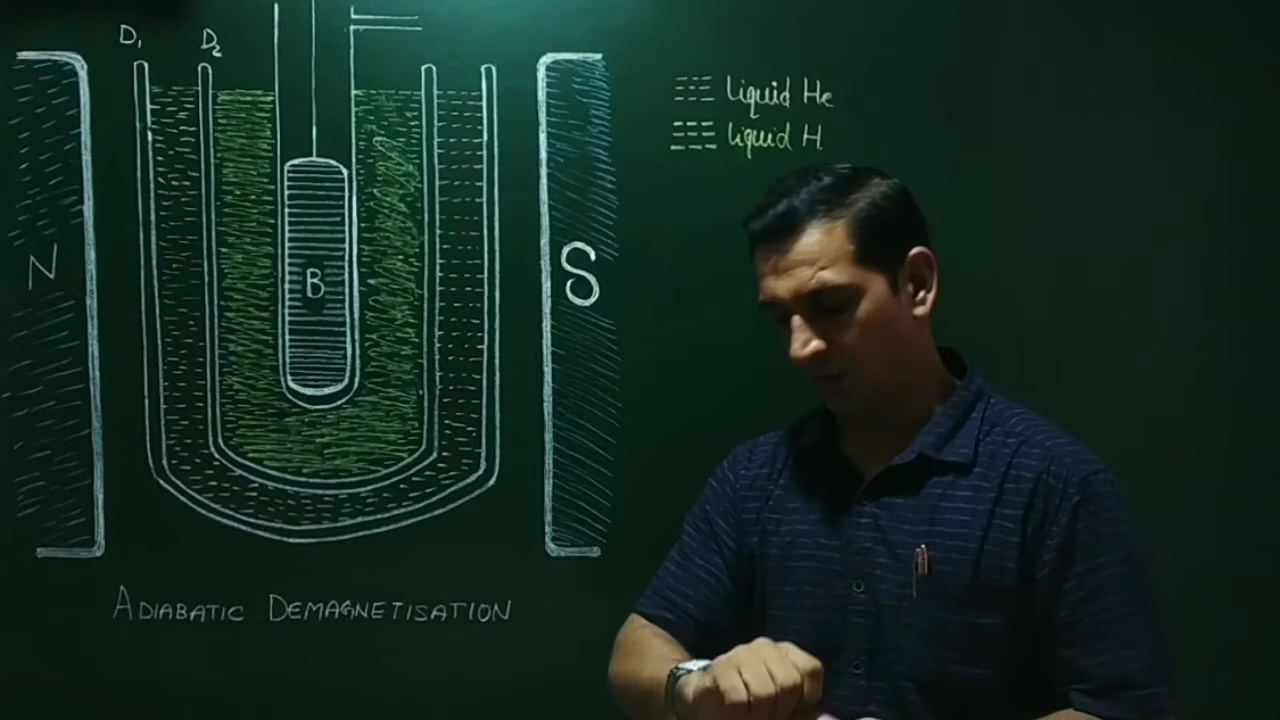 D₁ D₂
Liquid He
Liquid H
N
B
S
ADIABATIC DEMAGNETISATION